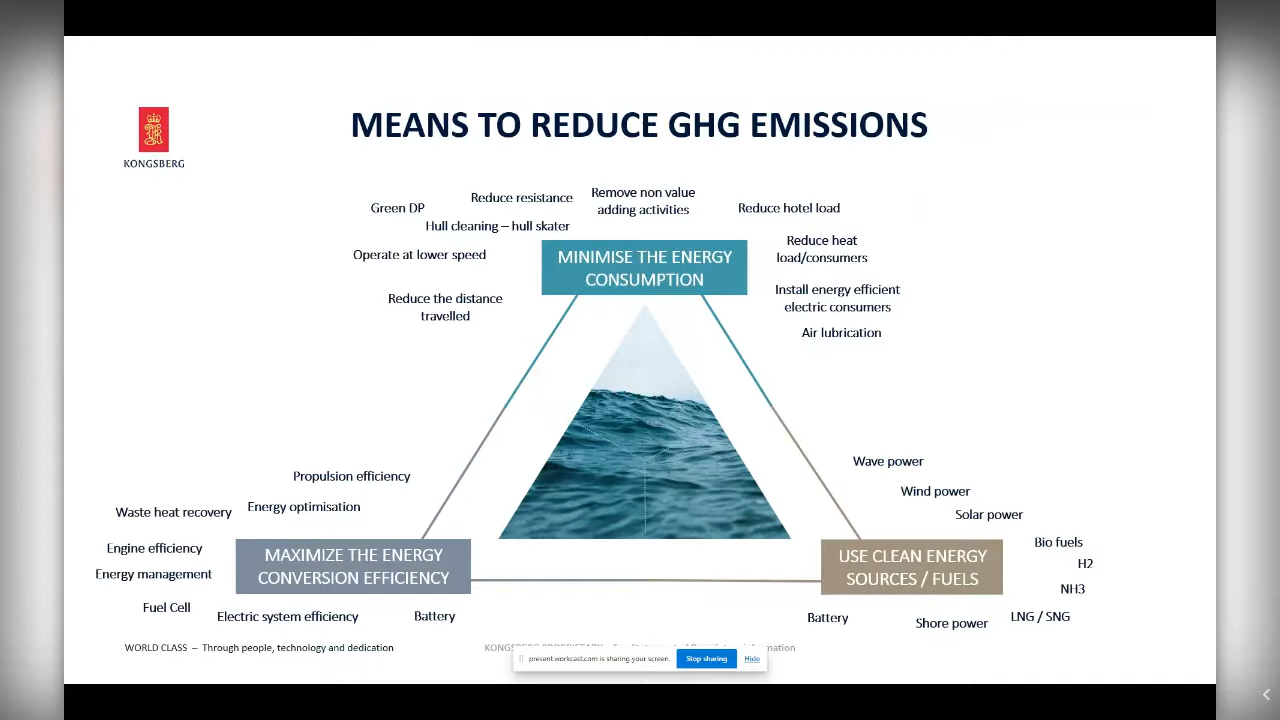 MEANS TO REDUCE GHG EMISSIONS
KONGSBERG
Green DP
Reduce resistance
Remove non value
adding activities
Reduce hotel load
Hull cleaning – hull skater
Operate at lower speed
MINIMISE THE ENERGY
CONSUMPTION
Reduce heat
load/consumers
Reduce the distance
travelled
Install energy efficient
electric consumers
Air lubrication
Propulsion efficiency
Energy optimisation
Waste heat recovery
Engine efficiency
Energy management
MAXIMIZE THE ENERGY
CONVERSION EFFICIENCY
Fuel Cell
Electric system efficiency
Battery
Wave power
Wind power
Solar power
Bio fuels
H2
NH3
USE CLEAN ENERGY
SOURCES / FUELS
Battery
Shore power
LNG / SNG
WORLD CLASS – Through people, technology and dedication
present.workcast.com is sharing your screen.
Stop sharing
Hide